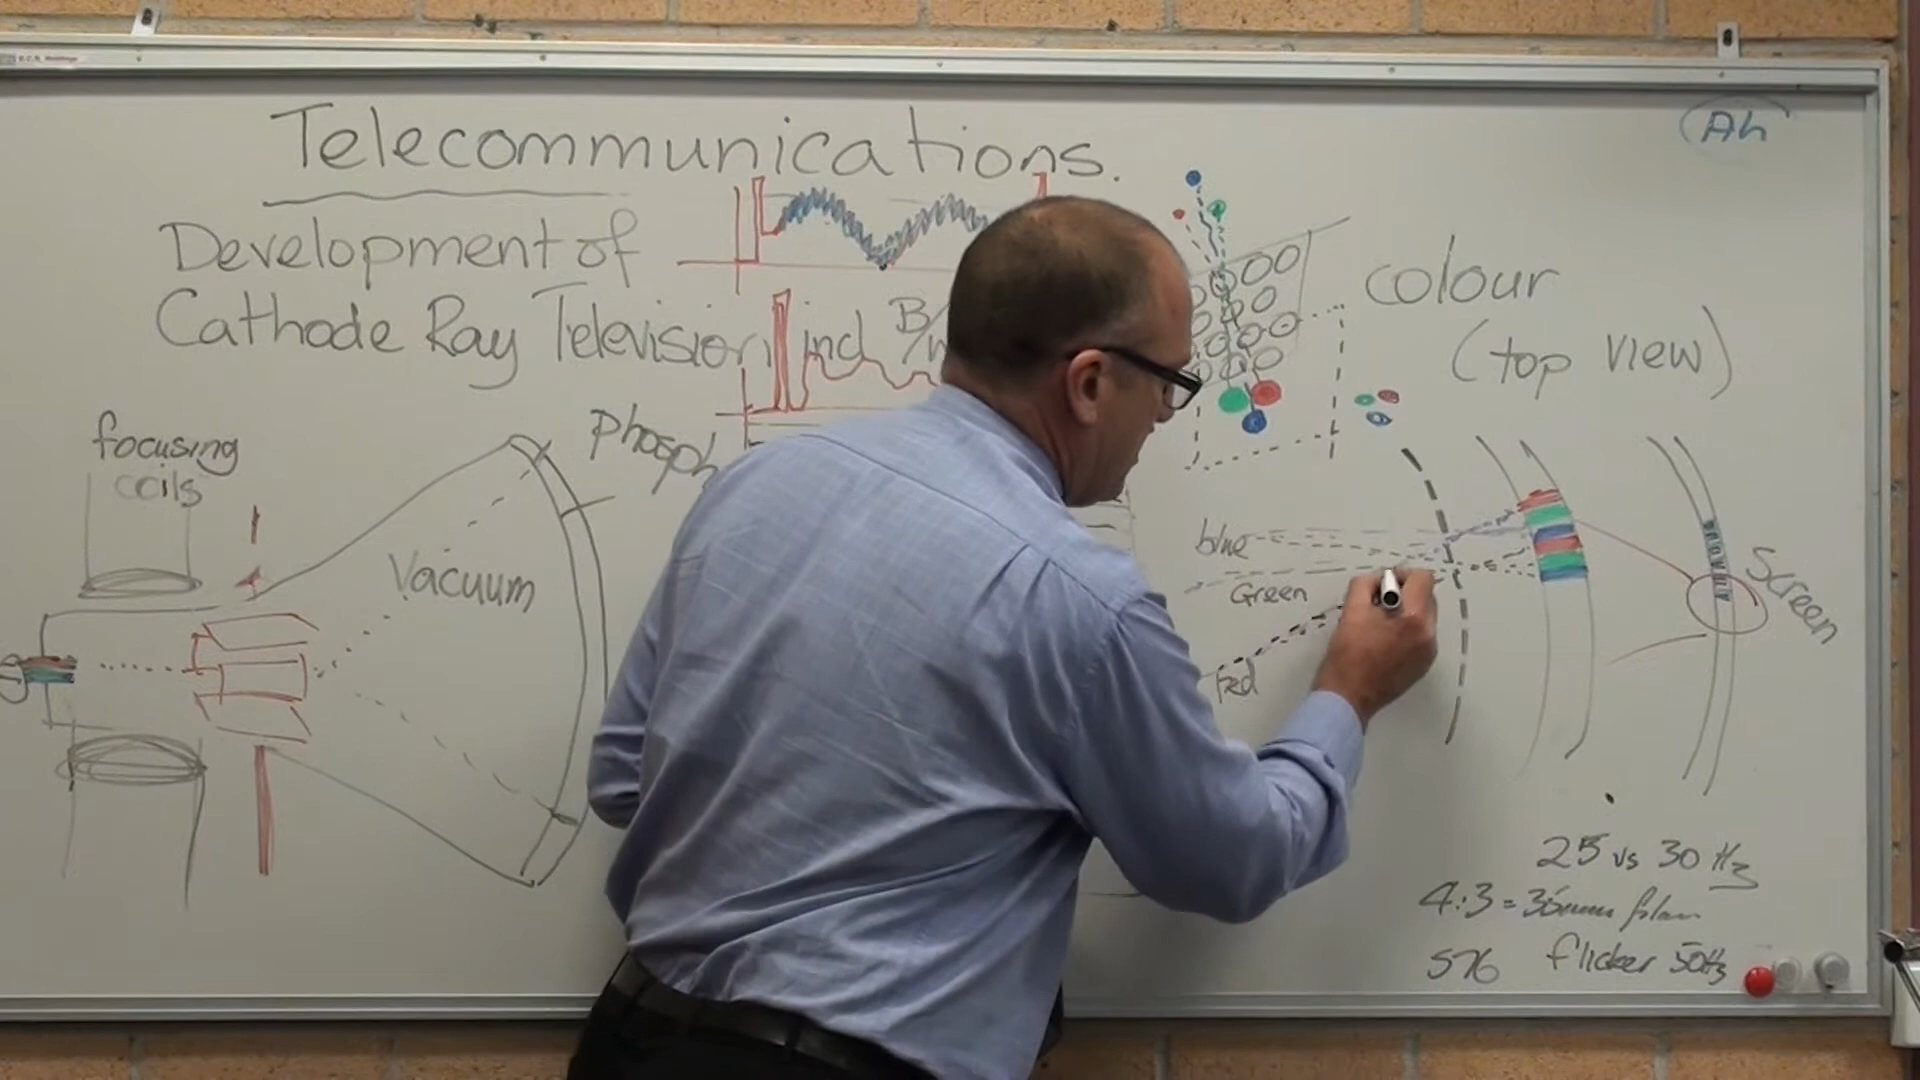 Telecommunications.
Ah
Development of
Cathode Ray Television incl B/
colour
(top view)
focusing
coils
Phosph
Vacuum
blue
Green
red
Screen
25 vs 30 Hz
4:3 = 35mm film
576 flicker 50Hz